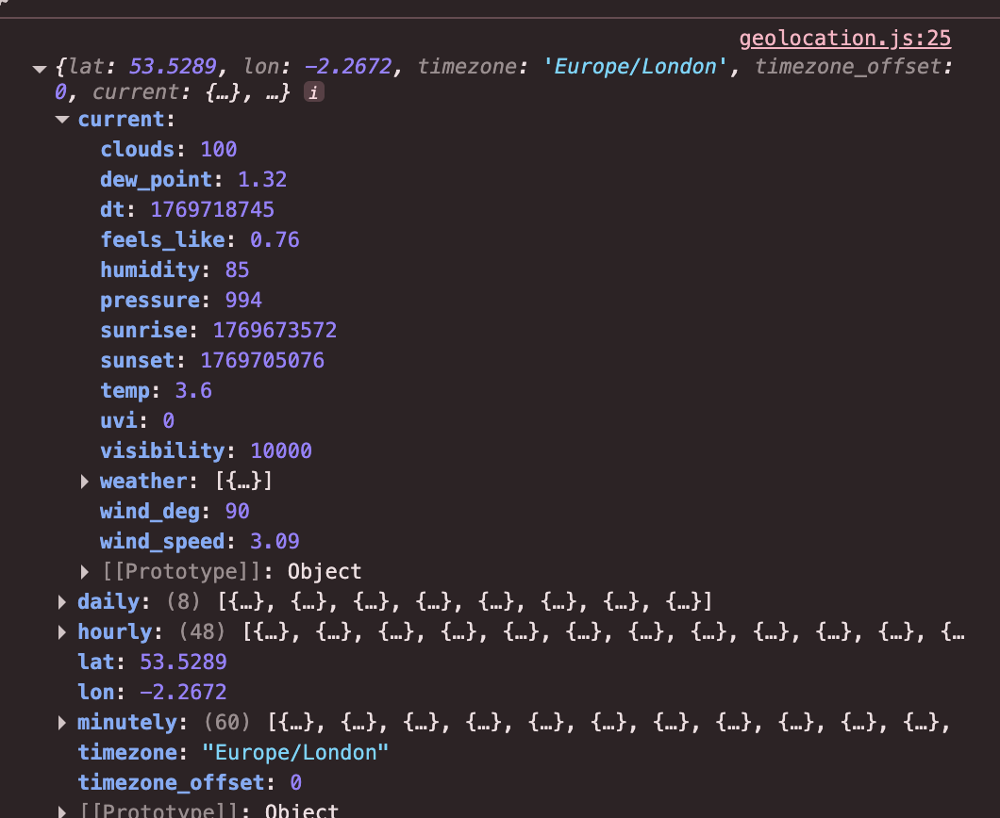 geolocation.js:25
{lat: 53.5289, lon: −2.2672, timezone: 'Europe/London', timezone_offset:
0, current: {…}, …} i
current:
clouds: 100
dew_point: 1.32
dt: 1769718745
feels_like: 0.76
humidity: 85
pressure: 994
sunrise: 1769673572
sunset: 1769705076
temp: 3.6
uvi: 0
visibility: 10000
weather: [{…}]
wind_deg: 90
wind_speed: 3.09
[[Prototype]]: Object
daily: (8) [{…}, {…}, {…}, {…}, {…}, {…}, {…}, {…}]
hourly: (48) [{…}, {…}, {…}, {…}, {…}, {…}, {…}, {…}, {…}, {…}, {…}, {…
lat: 53.5289
lon: −2.2672
minutely: (60) [{…}, {…}, {…}, {…}, {…}, {…}, {…}, {…}, {…}, {…}, {…},
timezone: "Europe/London"
timezone_offset: 0
[[Prototype]]: Object